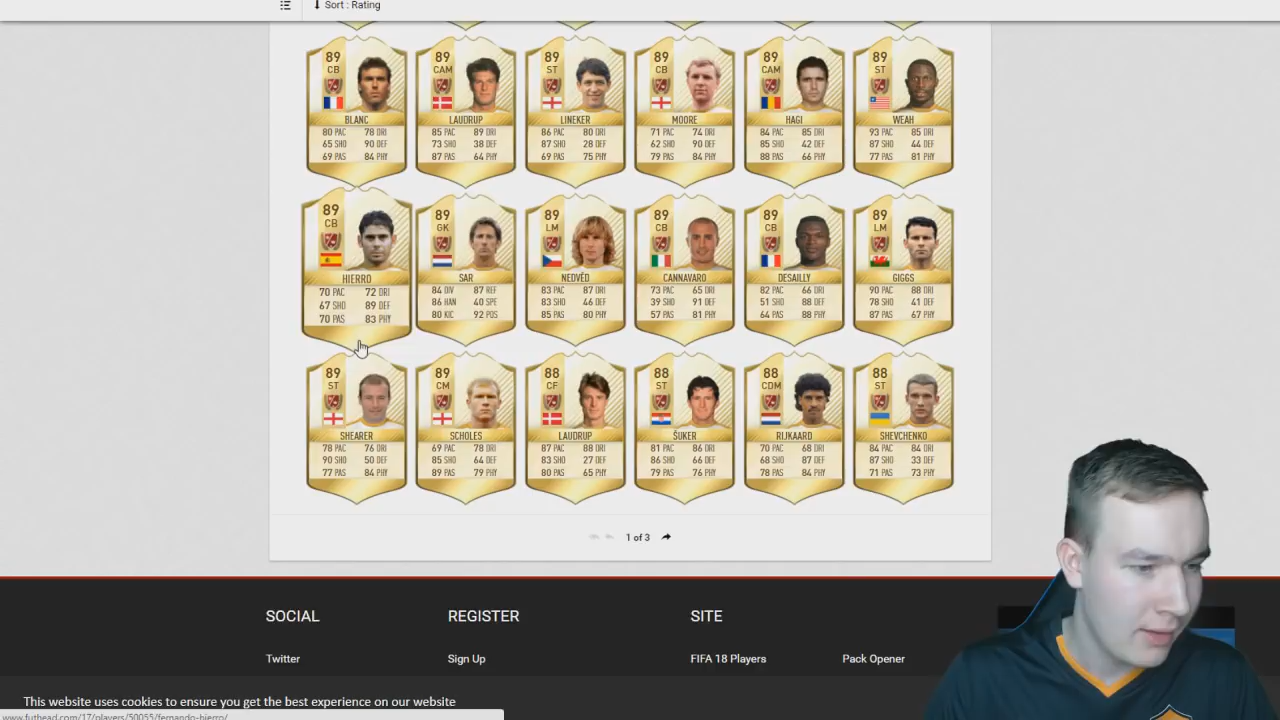 Sort : Rating
89 CB 89 CAM 89 ST 89 CB 89 CAM 89 ST
BLANC LAUDRUP LINEKER MOORE HAGI WEAH
80 PAC 78 DRI 85 PAC 89 DRI 86 PAC 80 DRI 71 PAC 74 DRI 84 PAC 85 DRI 93 PAC 85 DRI
65 SHO 90 DEF 73 SHO 38 DEF 87 SHO 28 DEF 62 SHO 90 DEF 85 SHO 42 DEF 87 SHO 44 DEF
69 PAS 84 PHY 87 PAS 64 PHY 69 PAS 75 PHY 79 PAS 84 PHY 88 PAS 66 PHY 77 PAS 81 PHY
89 CB 89 GK 89 LM 89 CB 89 CB 89 LM
HIERRO SAR NEDVĚD CANNAVARO DESAILLY GIGGS
70 PAC 72 DRI 84 DIV 87 REF 83 PAC 87 DRI 73 PAC 65 DRI 82 PAC 66 DRI 90 PAC 88 DRI
67 SHO 89 DEF 86 HAN 40 SPE 83 SHO 46 DEF 39 SHO 91 DEF 51 SHO 88 DEF 78 SHO 41 DEF
70 PAS 83 PHY 80 KIC 92 POS 85 PAS 80 PHY 57 PAS 81 PHY 64 PAS 88 PHY 87 PAS 67 PHY
89 ST 89 CM 88 CF 88 ST 88 CDM 88 ST
SHEARER SCHOLES LAUDRUP ŠUKER RIJKAARD SHEVCHENKO
78 PAC 76 DRI 69 PAC 78 DRI 87 PAC 88 DRI 81 PAC 86 DRI 70 PAC 68 DRI 84 PAC 84 DRI
90 SHO 50 DEF 85 SHO 64 DEF 83 SHO 27 DEF 86 SHO 66 DEF 68 SHO 87 DEF 87 SHO 33 DEF
77 PAS 84 PHY 89 PAS 79 PHY 80 PAS 65 PHY 79 PAS 76 PHY 78 PAS 84 PHY 71 PAS 73 PHY
1 of 3
SOCIAL REGISTER SITE
Twitter Sign Up FIFA 18 Players Pack Opener
This website uses cookies to ensure you get the best experience on our website
www.futhead.com/17/players/50055/fernando-hierro/